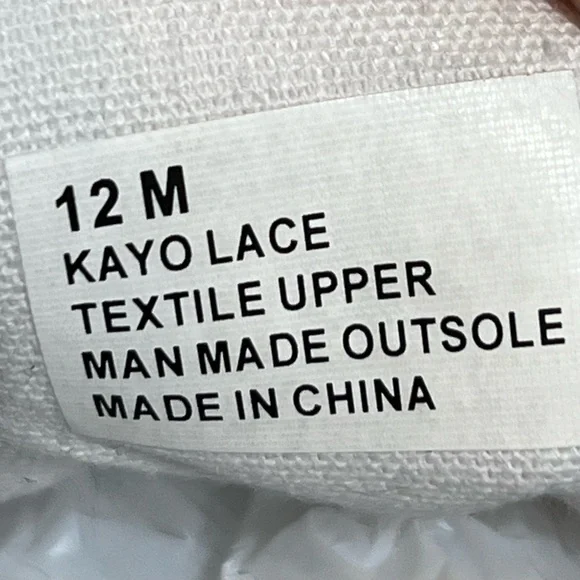 12 M
KAYO LACE
TEXTILE UPPER
MAN MADE OUTSOLE
MADE IN CHINA